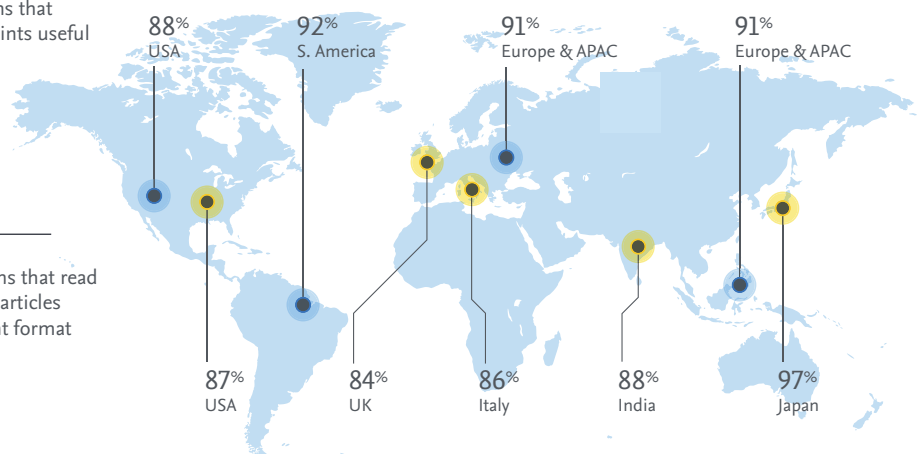 ns that
ints useful
88%
USA
92%
S. America
91%
Europe & APAC
91%
Europe & APAC
ns that read
articles
nt format
87%
USA
84%
UK
86%
Italy
88%
India
97%
Japan